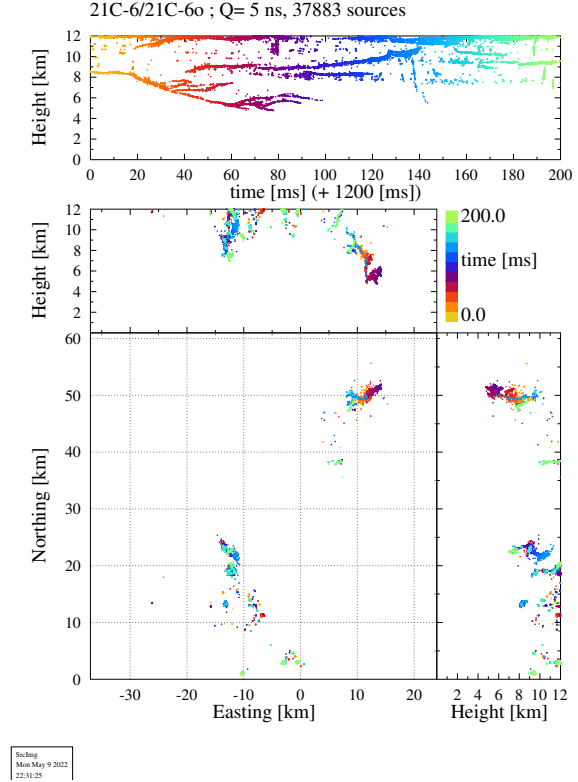 21C-6/21C-6o ; Q= 5 ns, 37883 sources
Height [km]
12
10
8
6
4
2
0
0 20 40 60 80 100 120 140 160 180 200
time [ms] (+ 1200 [ms])
Height [km]
12
10
8
6
4
2
200.0
time [ms]
0.0
Northing [km]
60
50
40
30
20
10
0
-30 -20 -10 0 10 20
Easting [km]
2 4 6 8 10 12
Height [km]
SrcImg
Mon May 9 2022
22:31:25